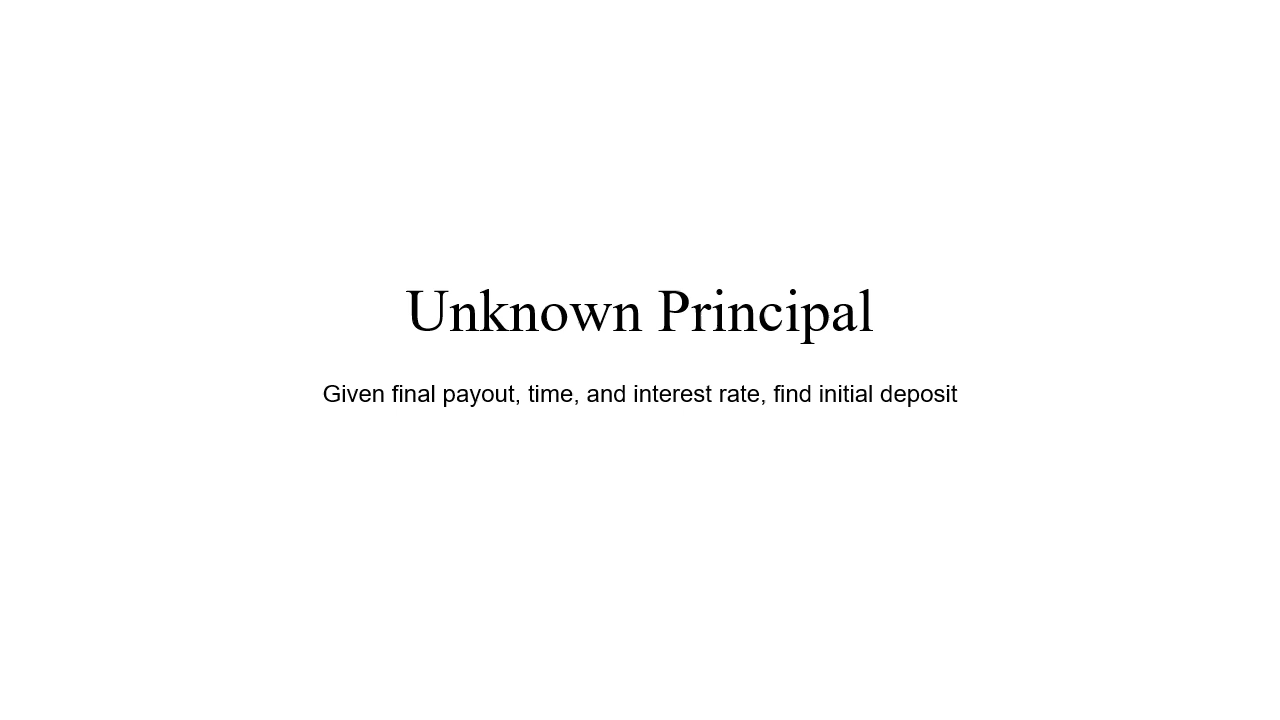 Unknown Principal
Given final payout, time, and interest rate, find initial deposit